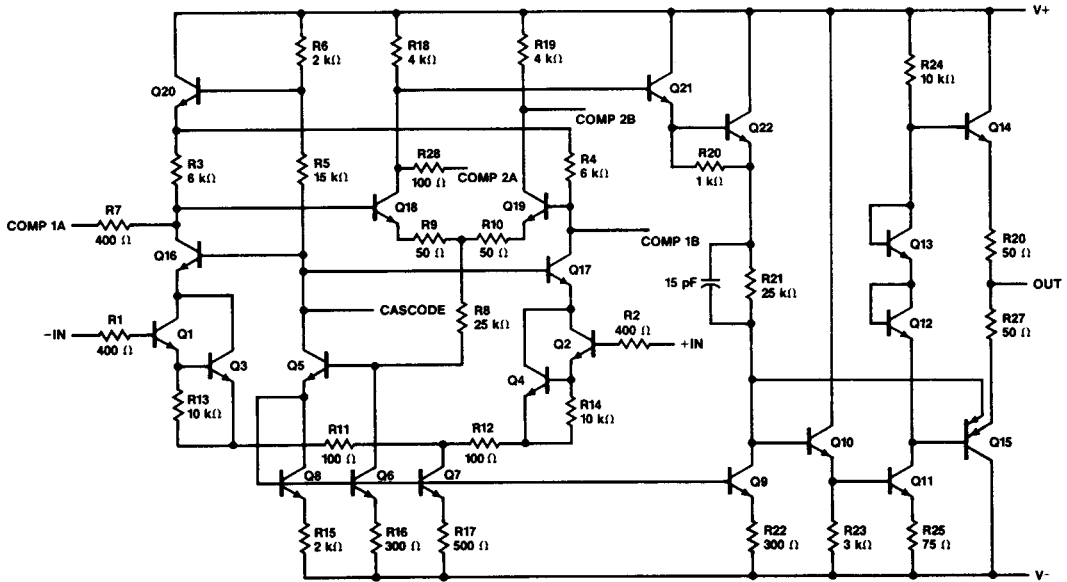 V+
R6
2 kΩ
R18
4 kΩ
R19
4 kΩ
R24
10 kΩ
Q20
Q21
COMP 2B
Q22
Q14
R3
6 kΩ
R5
15 kΩ
R28
100 Ω
COMP 2A
R4
6 kΩ
R20
1 kΩ
COMP 1A
R7
400 Ω
Q18
Q19
R9
50 Ω
R10
50 Ω
COMP 1B
Q13
R20
50 Ω
Q16
Q17
15 pF
R21
25 kΩ
OUT
CASCODE
R8
25 kΩ
R27
50 Ω
-IN
R1
400 Ω
Q1
Q3
Q5
Q2
R2
400 Ω
+IN
Q12
Q4
R13
10 kΩ
R14
10 kΩ
R11
100 Ω
R12
100 Ω
Q10
Q15
Q8
Q6
Q7
Q9
Q11
R15
2 kΩ
R16
300 Ω
R17
500 Ω
R22
300 Ω
R23
3 kΩ
R25
75 Ω
V-